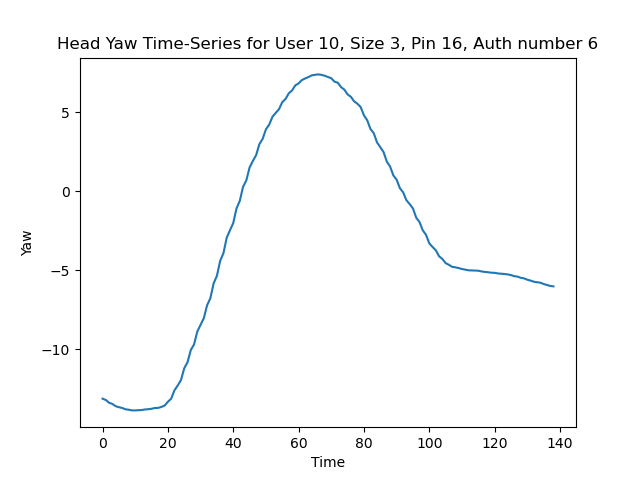 Head Yaw Time-Series for User 10, Size 3, Pin 16, Auth number 6
5
0
−5
−10
Yaw
0 20 40 60 80 100 120 140
Time